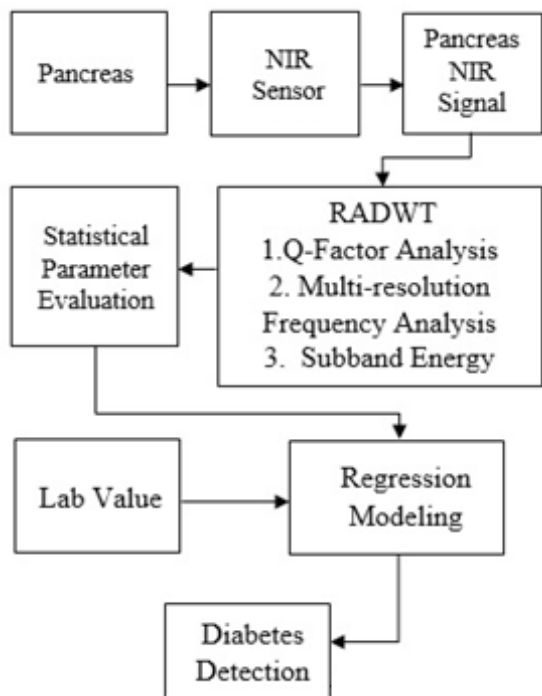 Pancreas
NIR
Sensor
Pancreas
NIR
Signal
RADWT
1.Q-Factor Analysis
2. Multi-resolution
Frequency Analysis
3. Subband Energy
Statistical
Parameter
Evaluation
Lab Value
Regression
Modeling
Diabetes
Detection